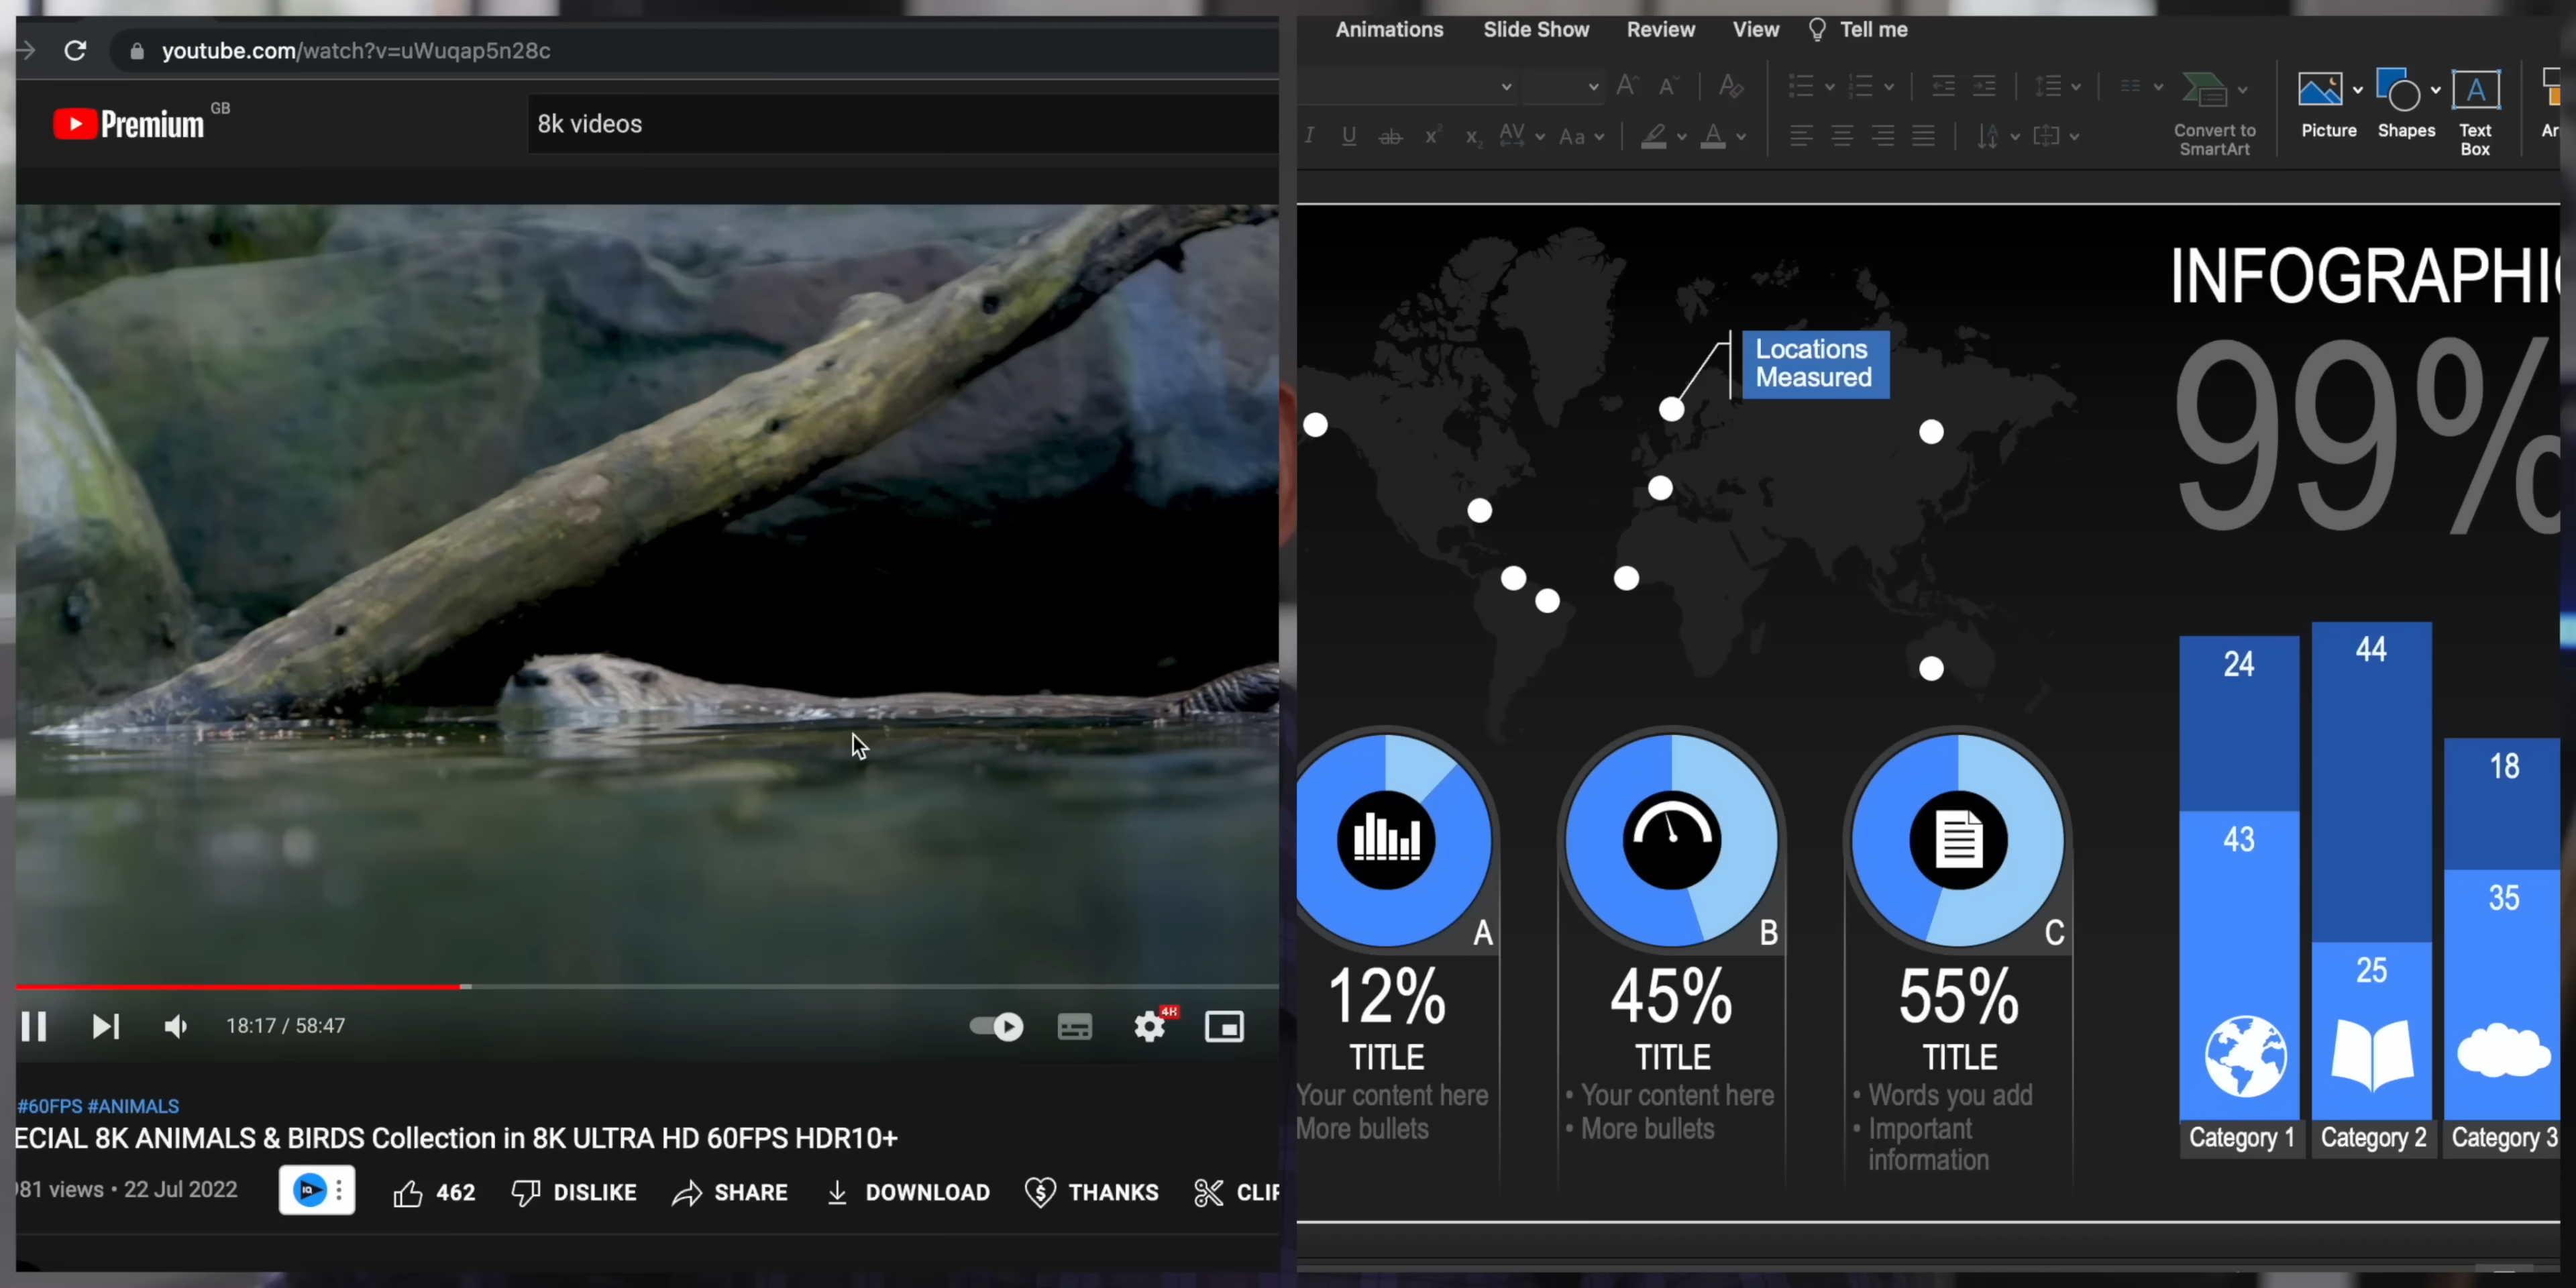 youtube.com/watch?v=uWuqap5n28c
Premium GB
8k videos
18:17 / 58:47
4K
#60FPS #ANIMALS
ECIAL 8K ANIMALS & BIRDS Collection in 8K ULTRA HD 60FPS HDR10+
981 views • 22 Jul 2022
462
DISLIKE
SHARE
DOWNLOAD
THANKS
CLIP
Animations
Slide Show
Review
View
Tell me
Convert to
SmartArt
Picture
Shapes
Text
Box
INFOGRAPHIC
99%
Locations
Measured
A
B
C
12%
TITLE
Your content here
More bullets
45%
TITLE
• Your content here
• More bullets
55%
TITLE
• Words you add
• Important
information
24
43
44
25
18
35
Category 1
Category 2
Category 3